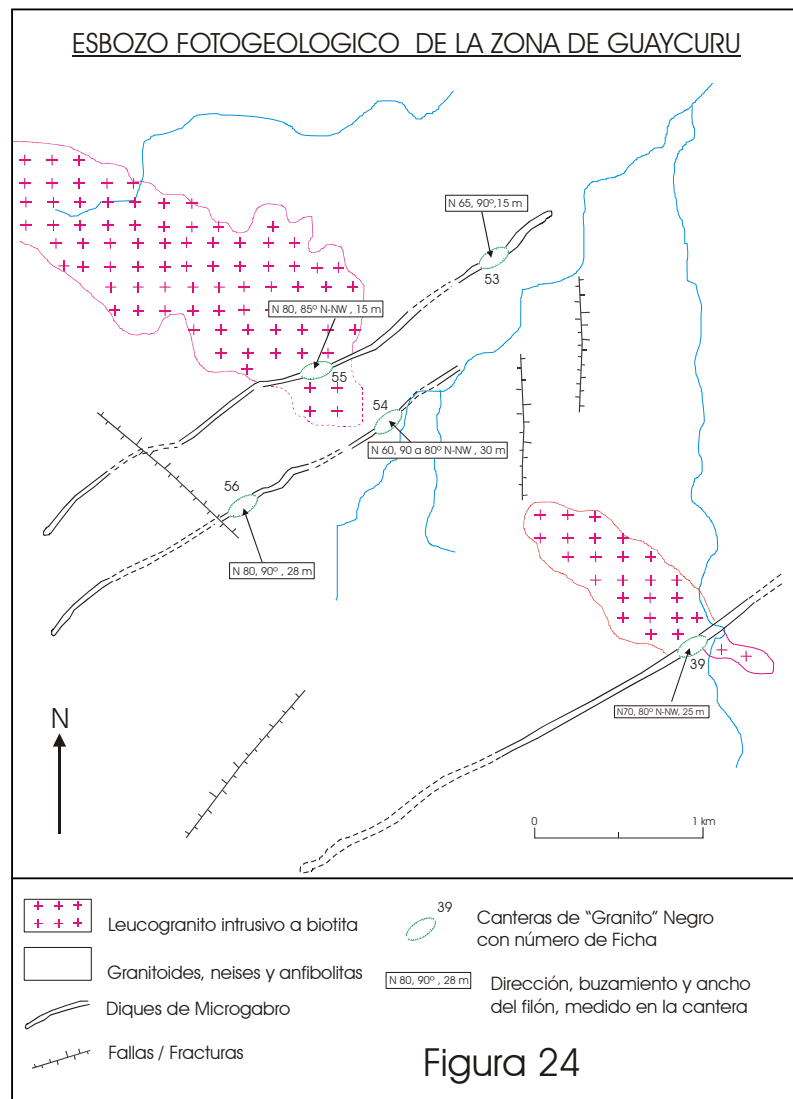 ESBOZO FOTOGEOLOGICO DE LA ZONA DE GUAYCURU
N 65, 90º,15 m
53
N 80, 85º N-NW , 15 m
55
54
N 60, 90 a 80º N-NW , 30 m
56
N 80, 90º , 28 m
39
N70, 80º N-NW, 25 m
N
0
1 km
Leucogranito intrusivo a biotita
Granitoides, neises y anfibolitas
Diques de Microgabro
Fallas / Fracturas
39
Canteras de "Granito" Negro
con número de Ficha
N 80, 90º , 28 m
Dirección, buzamiento y ancho
del filón, medido en la cantera
Figura 24